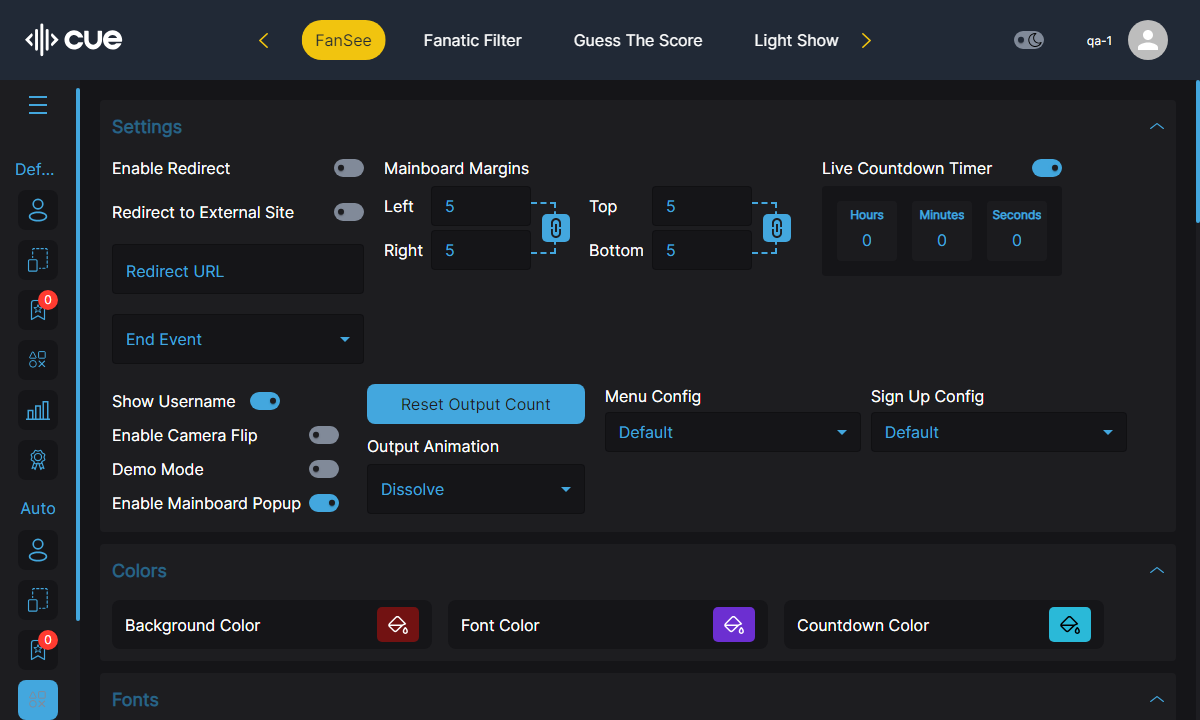 cue
FanSee
Fanatic Filter
Guess The Score
Light Show
qa-1
Def...
0
Auto
0
Settings
Enable Redirect
Redirect to External Site
Redirect URL
End Event
Mainboard Margins
Left 5
Right 5
Top 5
Bottom 5
Live Countdown Timer
Hours Minutes Seconds
0 0 0
Show Username
Enable Camera Flip
Demo Mode
Enable Mainboard Popup
Reset Output Count
Output Animation
Dissolve
Menu Config
Default
Sign Up Config
Default
Colors
Background Color
Font Color
Countdown Color
Fonts